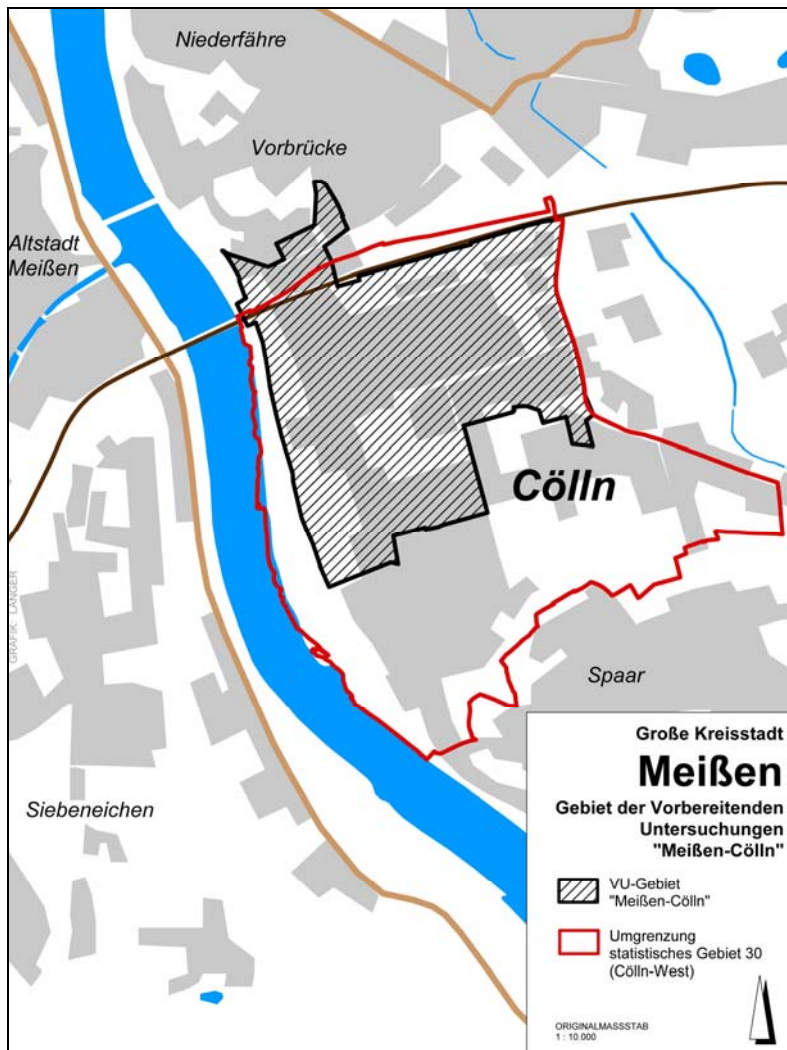 Niederfähre
Vorbrücke
Altstadt
Meißen
Cölln
Spaar
Siebeneichen
GRAFIK: LANGER
Große Kreisstadt
Meißen
Gebiet der Vorbereitenden
Untersuchungen
"Meißen-Cölln"
VU-Gebiet
"Meißen-Cölln"
Umgrenzung
statistisches Gebiet 30
(Cölln-West)
ORIGINALMASSSTAB
1 : 10.000